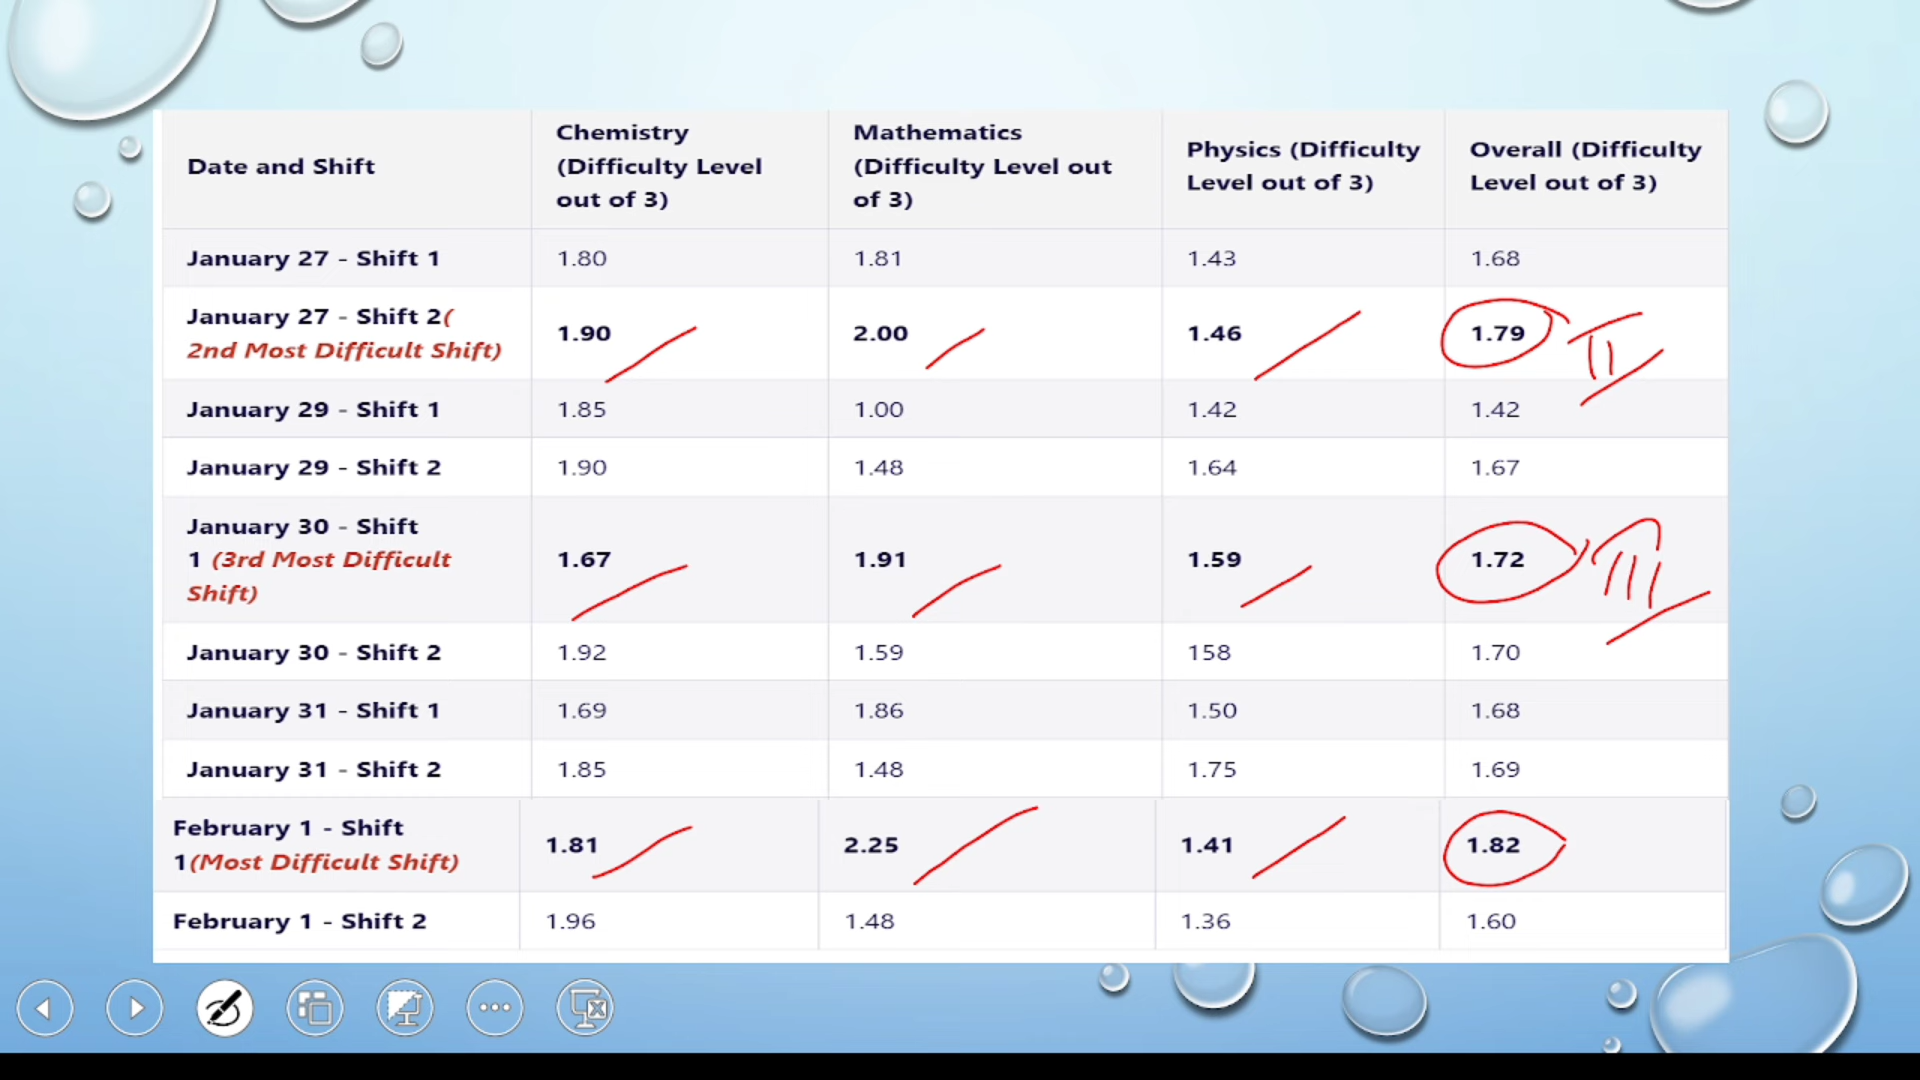 Date and Shift
Chemistry
(Difficulty Level
out of 3)
Mathematics
(Difficulty Level out
of 3)
Physics (Difficulty
Level out of 3)
Overall (Difficulty
Level out of 3)
January 27 - Shift 1
1.80
1.81
1.43
1.68
January 27 - Shift 2(
2nd Most Difficult Shift)
1.90
2.00
1.46
1.79
II
January 29 - Shift 1
1.85
1.00
1.42
1.42
January 29 - Shift 2
1.90
1.48
1.64
1.67
January 30 - Shift
1 (3rd Most Difficult
Shift)
1.67
1.91
1.59
1.72
III
January 30 - Shift 2
1.92
1.59
158
1.70
January 31 - Shift 1
1.69
1.86
1.50
1.68
January 31 - Shift 2
1.85
1.48
1.75
1.69
February 1 - Shift
1(Most Difficult Shift)
1.81
2.25
1.41
1.82
February 1 - Shift 2
1.96
1.48
1.36
1.60